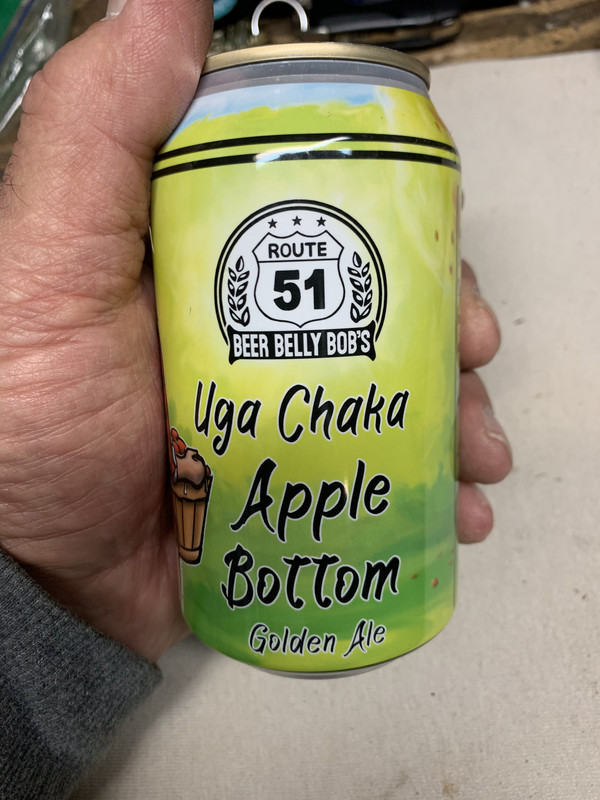 ROUTE
51
BEER BELLY BOB'S
Uga Chaka
Apple
Bottom
Golden Ale